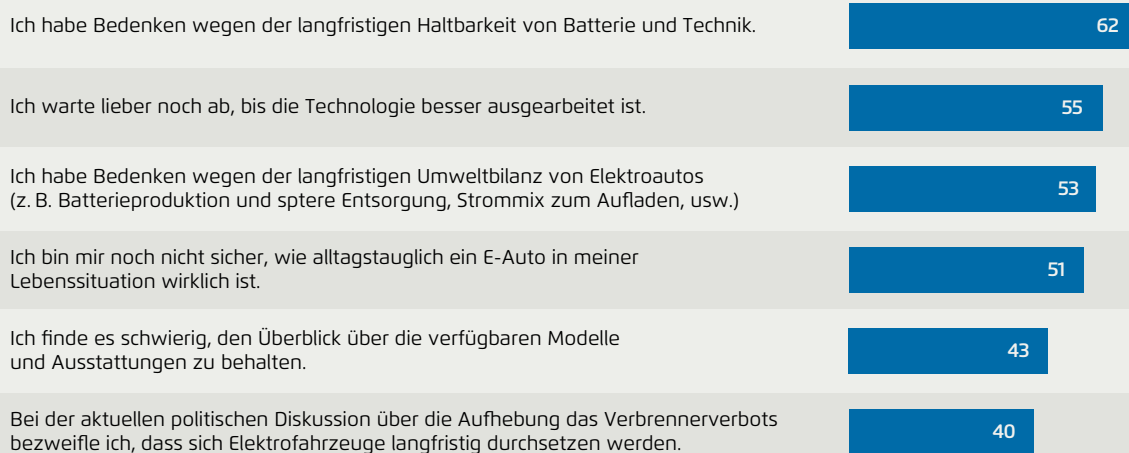 Ich habe Bedenken wegen der langfristigen Haltbarkeit von Batterie und Technik. 62
Ich warte lieber noch ab, bis die Technologie besser ausgearbeitet ist. 55
Ich habe Bedenken wegen der langfristigen Umweltbilanz von Elektroautos
(z. B. Batterieproduktion und sptere Entsorgung, Strommix zum Aufladen, usw.) 53
Ich bin mir noch nicht sicher, wie alltagstauglich ein E-Auto in meiner
Lebenssituation wirklich ist. 51
Ich finde es schwierig, den Überblick über die verfügbaren Modelle
und Ausstattungen zu behalten. 43
Bei der aktuellen politischen Diskussion über die Aufhebung das Verbrennerverbots
bezweifle ich, dass sich Elektrofahrzeuge langfristig durchsetzen werden. 40